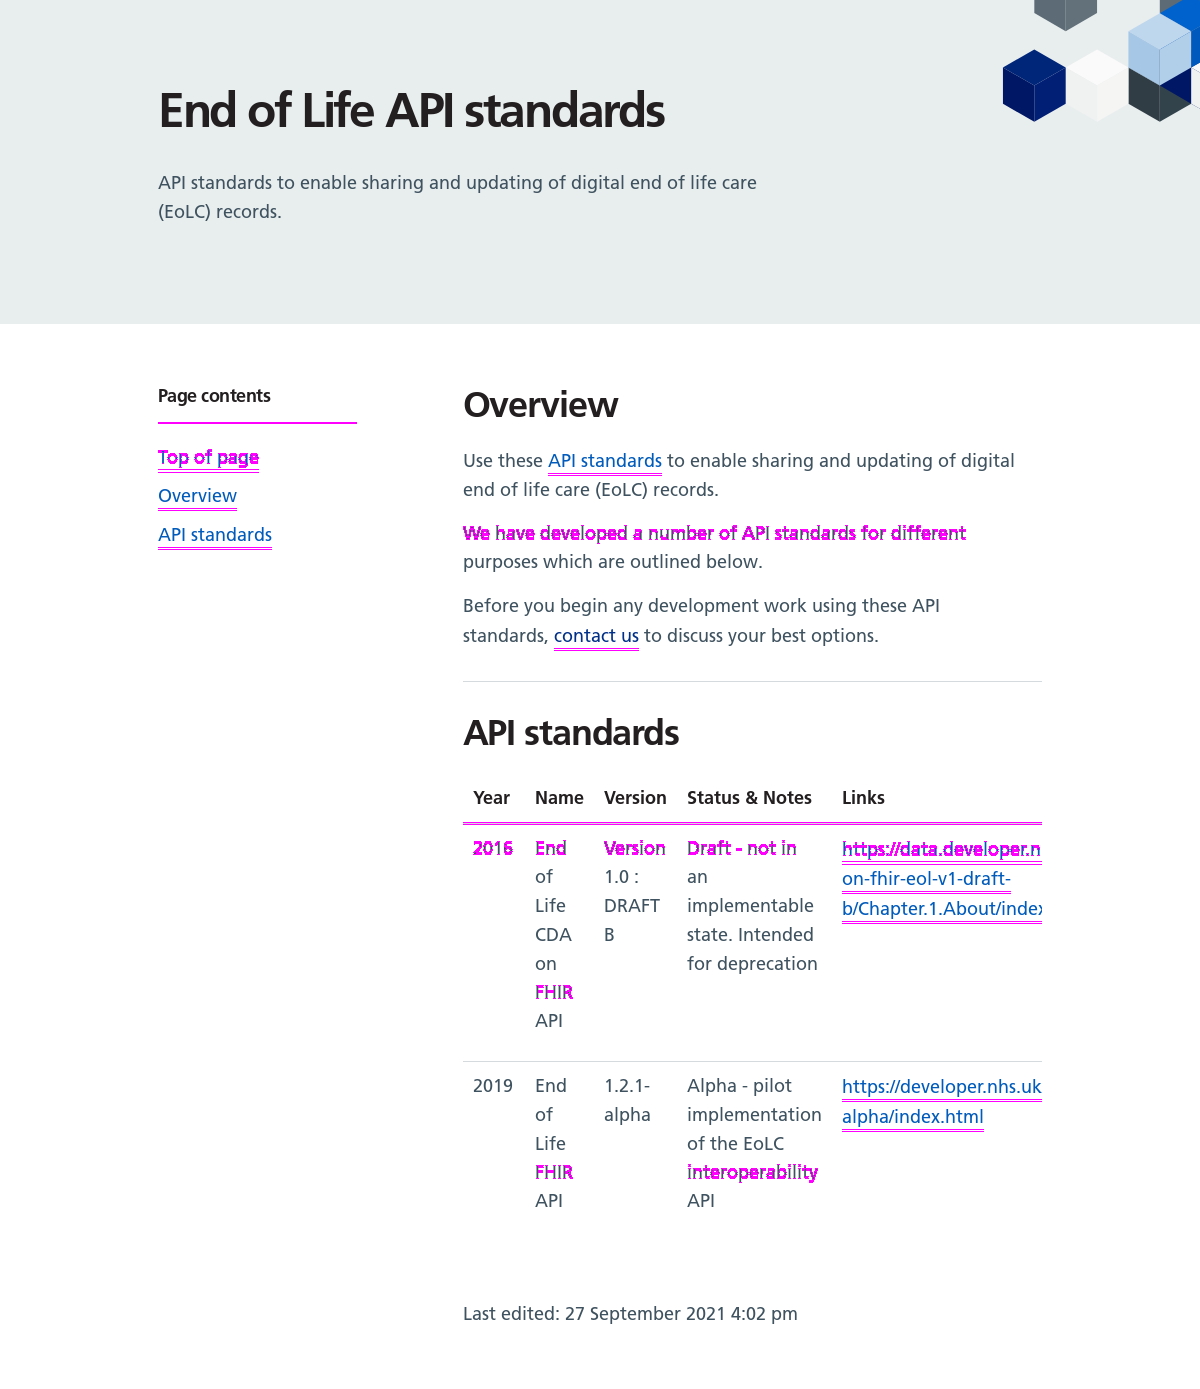 End of Life API standards
API standards to enable sharing and updating of digital end of life care
(EoLC) records.
Page contents
Top of page
Overview
API standards
Overview
Use these API standards to enable sharing and updating of digital
end of life care (EoLC) records.
We have developed a number of API standards for different
purposes which are outlined below.
Before you begin any development work using these API
standards, contact us to discuss your best options.
API standards
Year Name Version Status & Notes Links
2016 End Version Draft - not in https://data.developer.n
of 1.0 : an on-fhir-eol-v1-draft-
Life DRAFT implementable b/Chapter.1.About/index
CDA B state. Intended
on for deprecation
FHIR
API
2019 End 1.2.1- Alpha - pilot https://developer.nhs.uk
of alpha implementation alpha/index.html
Life of the EoLC
FHIR interoperability
API API
Last edited: 27 September 2021 4:02 pm